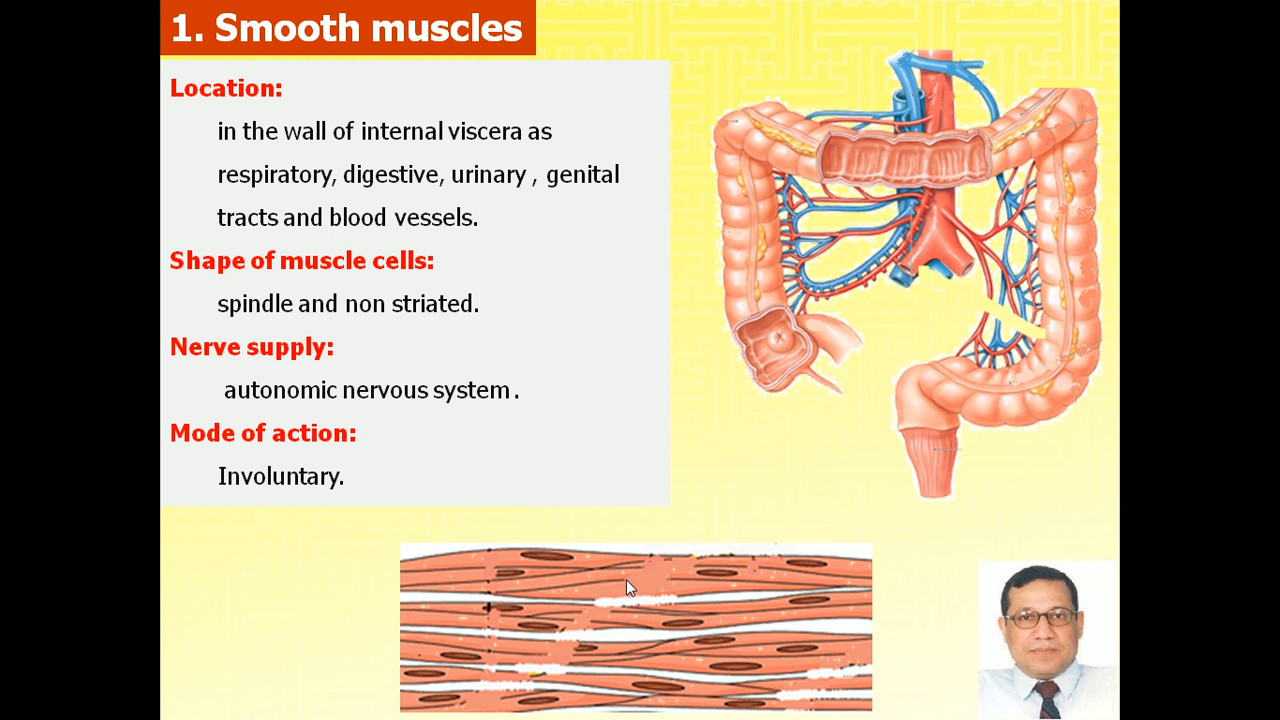 1. Smooth muscles
Location:
in the wall of internal viscera as
respiratory, digestive, urinary , genital
tracts and blood vessels.
Shape of muscle cells:
spindle and non striated.
Nerve supply:
autonomic nervous system .
Mode of action:
Involuntary.